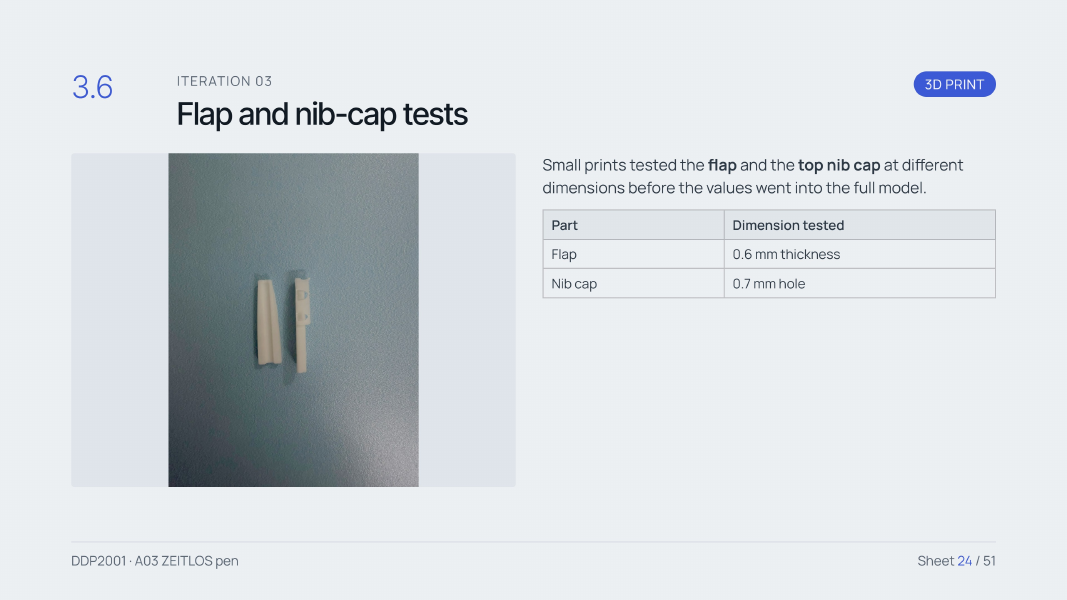 3.6
ITERATION 03
Flap and nib-cap tests
3D PRINT
Small prints tested the flap and the top nib cap at different
dimensions before the values went into the full model.
Part Dimension tested
Flap 0.6 mm thickness
Nib cap 0.7 mm hole
DDP2001 · A03 ZEITLOS pen
Sheet 24 / 51